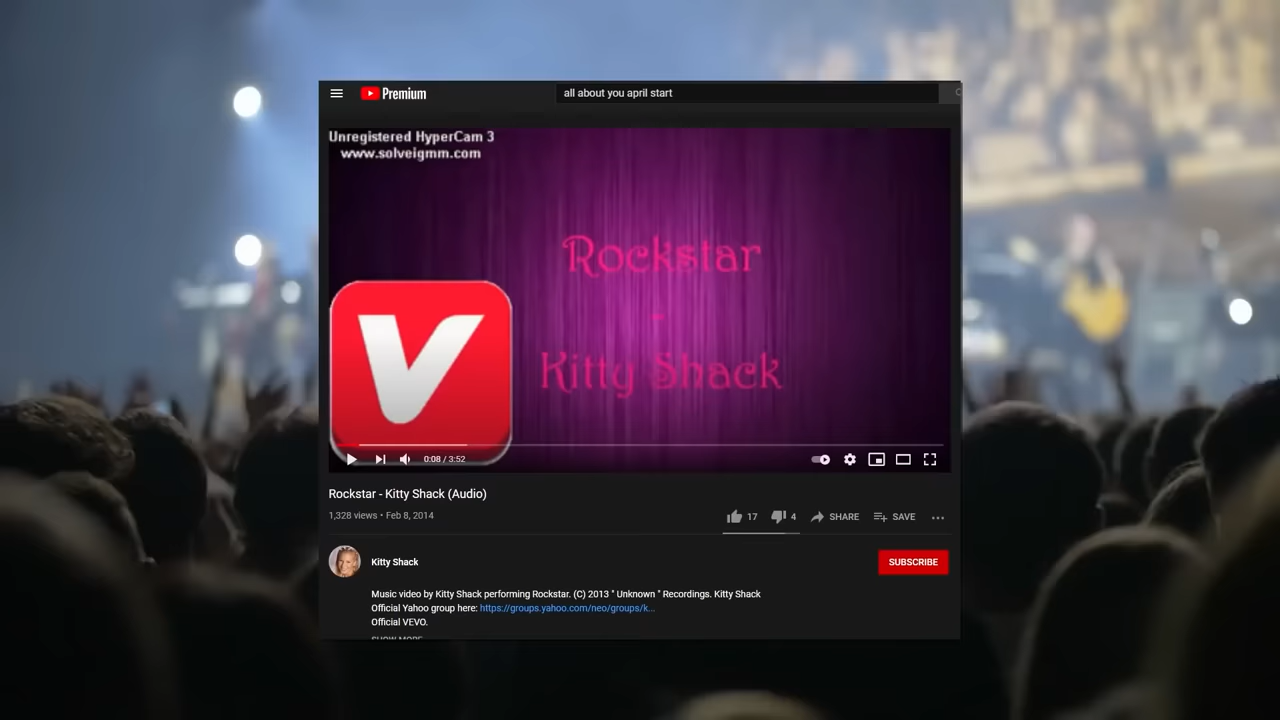 Premium
all about you april start
Unregistered HyperCam 3
www.solveigmm.com
Rockstar
-
Kitty Shack
V
0:08 / 3:52
Rockstar - Kitty Shack (Audio)
1,328 views • Feb 8, 2014
17
4
SHARE
SAVE
Kitty Shack
SUBSCRIBE
Music video by Kitty Shack performing Rockstar. (C) 2013 " Unknown " Recordings. Kitty Shack
Official Yahoo group here: https://groups.yahoo.com/neo/groups/k...
Official VEVO.
SHOW MORE